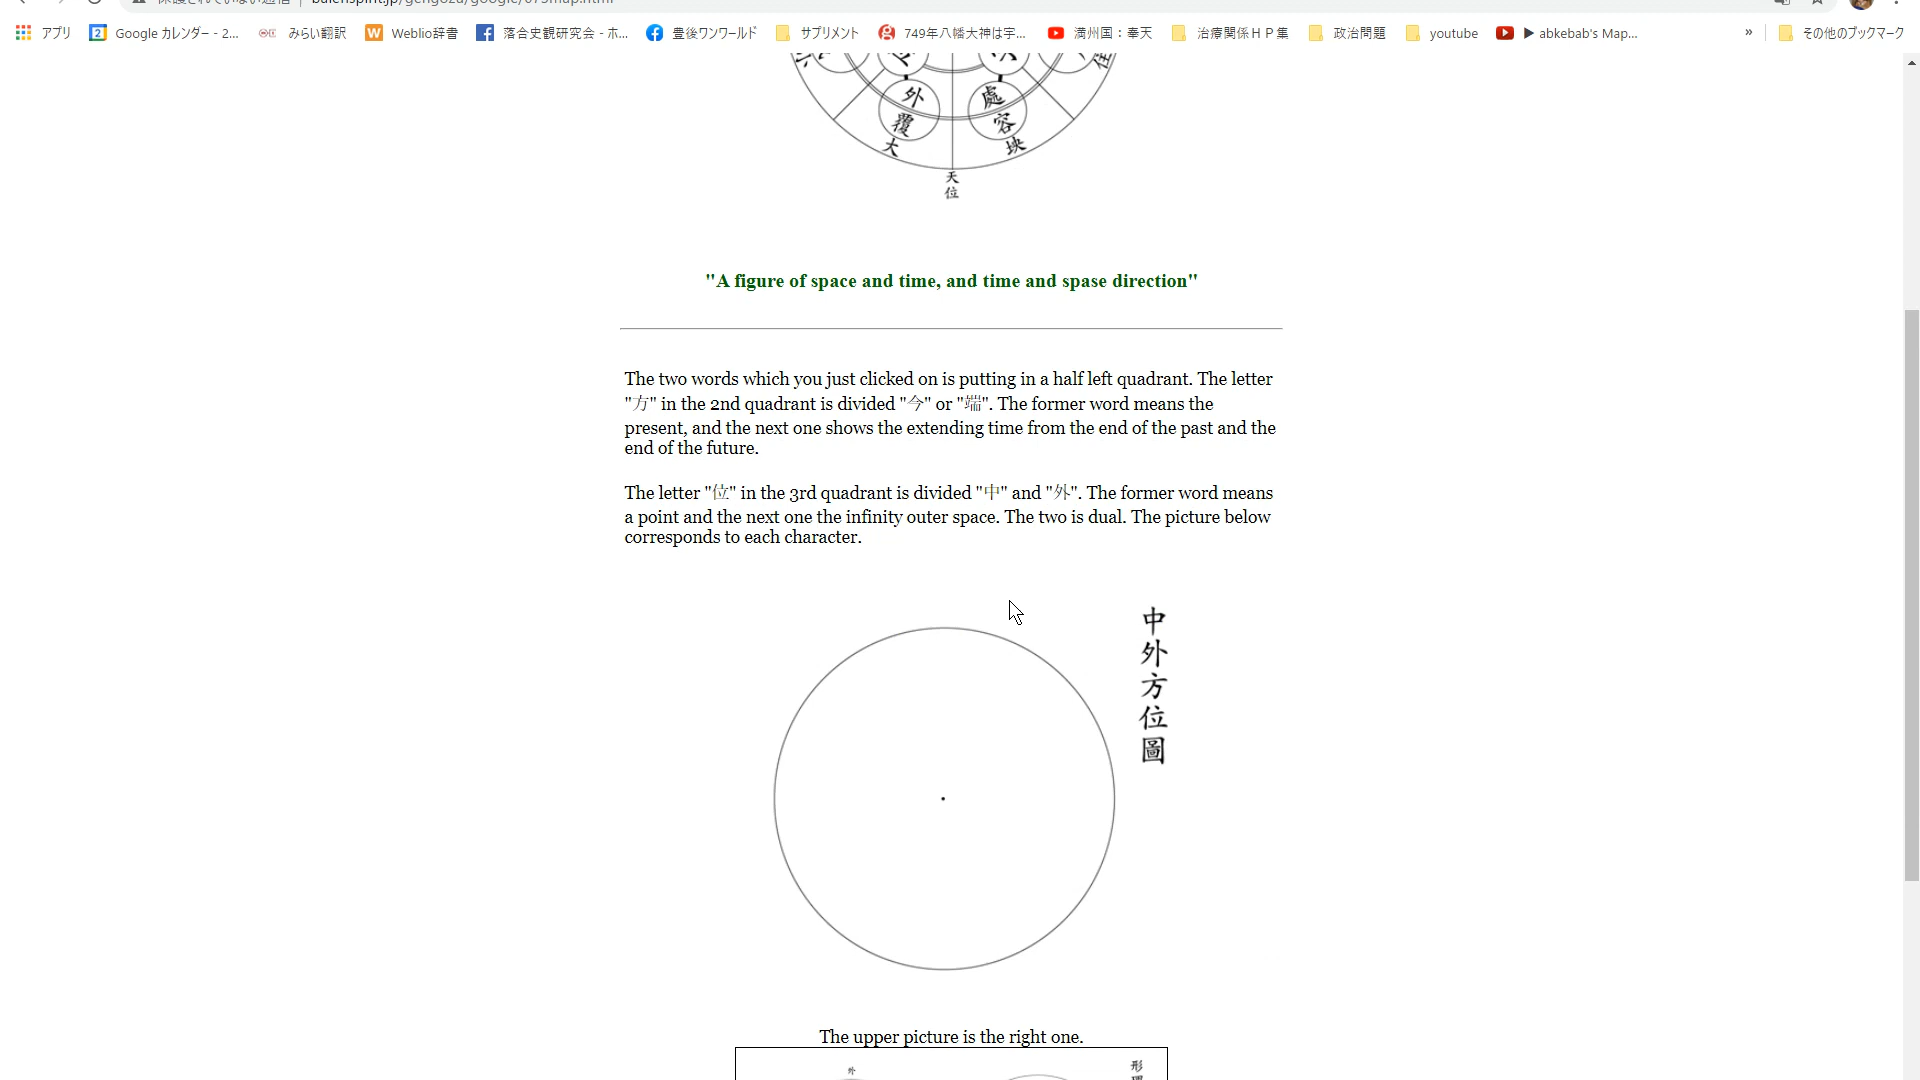 baienspirit.jp/gengozu/google/075map.html
アプリ
Google カレンダー - 2...
みらい翻訳
Weblio辞書
落合史観研究会 - ホ...
豊後ワンワールド
サプリメント
749年八幡大神は宇...
満州国：奉天
治療関係ＨＰ集
政治問題
youtube
▶ abkebab's Map...
»
その他のブックマーク
外 處
覆 容
大 坱
天
位
"A figure of space and time, and time and spase direction"
The two words which you just clicked on is putting in a half left quadrant. The letter
"方" in the 2nd quadrant is divided "今" or "端". The former word means the
present, and the next one shows the extending time from the end of the past and the
end of the future.
The letter "位" in the 3rd quadrant is divided "中" and "外". The former word means
a point and the next one the infinity outer space. The two is dual. The picture below
corresponds to each character.
中外方位圖
The upper picture is the right one.
外
形